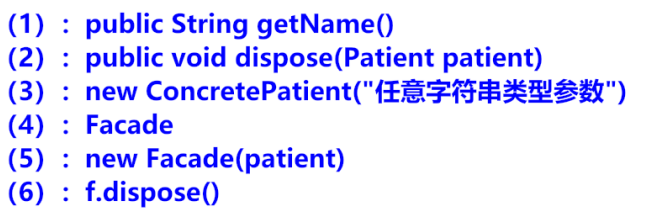 (1) : public String getName()
(2) : public void dispose(Patient patient)
(3) : new ConcretePatient("任意字符串类型参数")
(4) : Facade
(5) : new Facade(patient)
(6) : f.dispose()